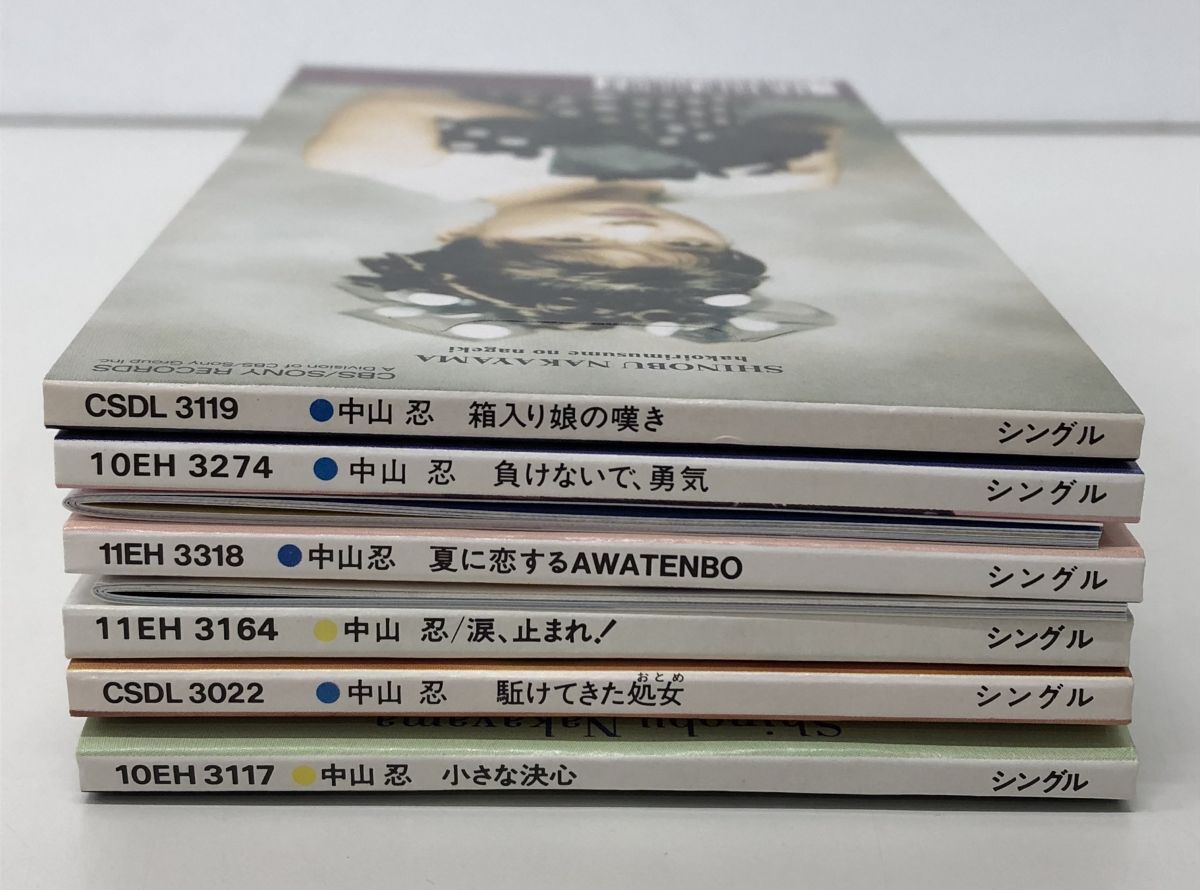 CBS/SONY RECORDS
A Division of CBS/Sony Group Inc.
SHINOBU NAKAYAMA
hakoirimusume no nageki
CSDL 3119 ●中山 忍 箱入り娘の嘆き シングル
10EH 3274 ●中山 忍 負けないで、勇気 シングル
11EH 3318 ●中山忍 夏に恋するAWATENBO シングル
11EH 3164 ●中山 忍/涙、止まれ! シングル
おとめ
CSDL 3022 ●中山 忍 駈けてきた処女 シングル
Shinobu Nakayama
10EH 3117 ●中山 忍 小さな決心 シングル